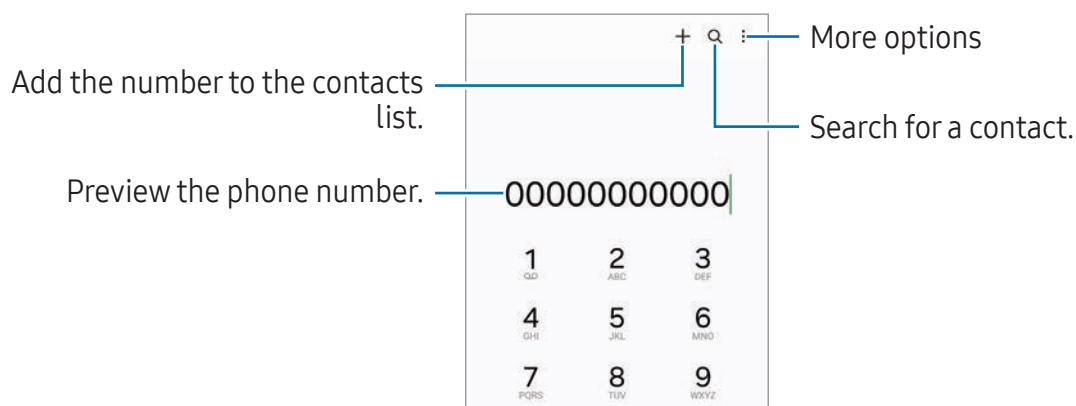 More options
Add the number to the contacts
list.
Search for a contact.
Preview the phone number.
00000000000
1 2 3
ABC DEF
4 5 6
GHI JKL MNO
7 8 9
PQRS TUV WXYZ